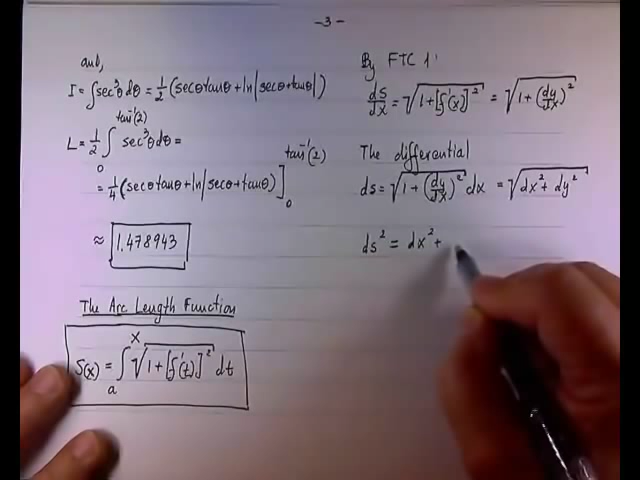 -3-
and,
I = ∫sec³θdθ = 1/2 (secθtanθ + ln|secθ+tanθ|)
L = 1/2 ∫₀^(tan⁻¹(2)) sec³θdθ =
= 1/4 (secθtanθ + ln|secθ+tanθ)]₀^(tan⁻¹(2))
≈ 1.478943
The Arc Length Function
S(x) = ∫ₐˣ √(1+[f'(t)]²) dt
By FTC 1:
ds/dx = √(1+[f'(x)]²) = √(1+(dy/dx)²)
The differential
ds = √(1+(dy/dx)²) dx = √(dx²+dy²)
ds² = dx² +